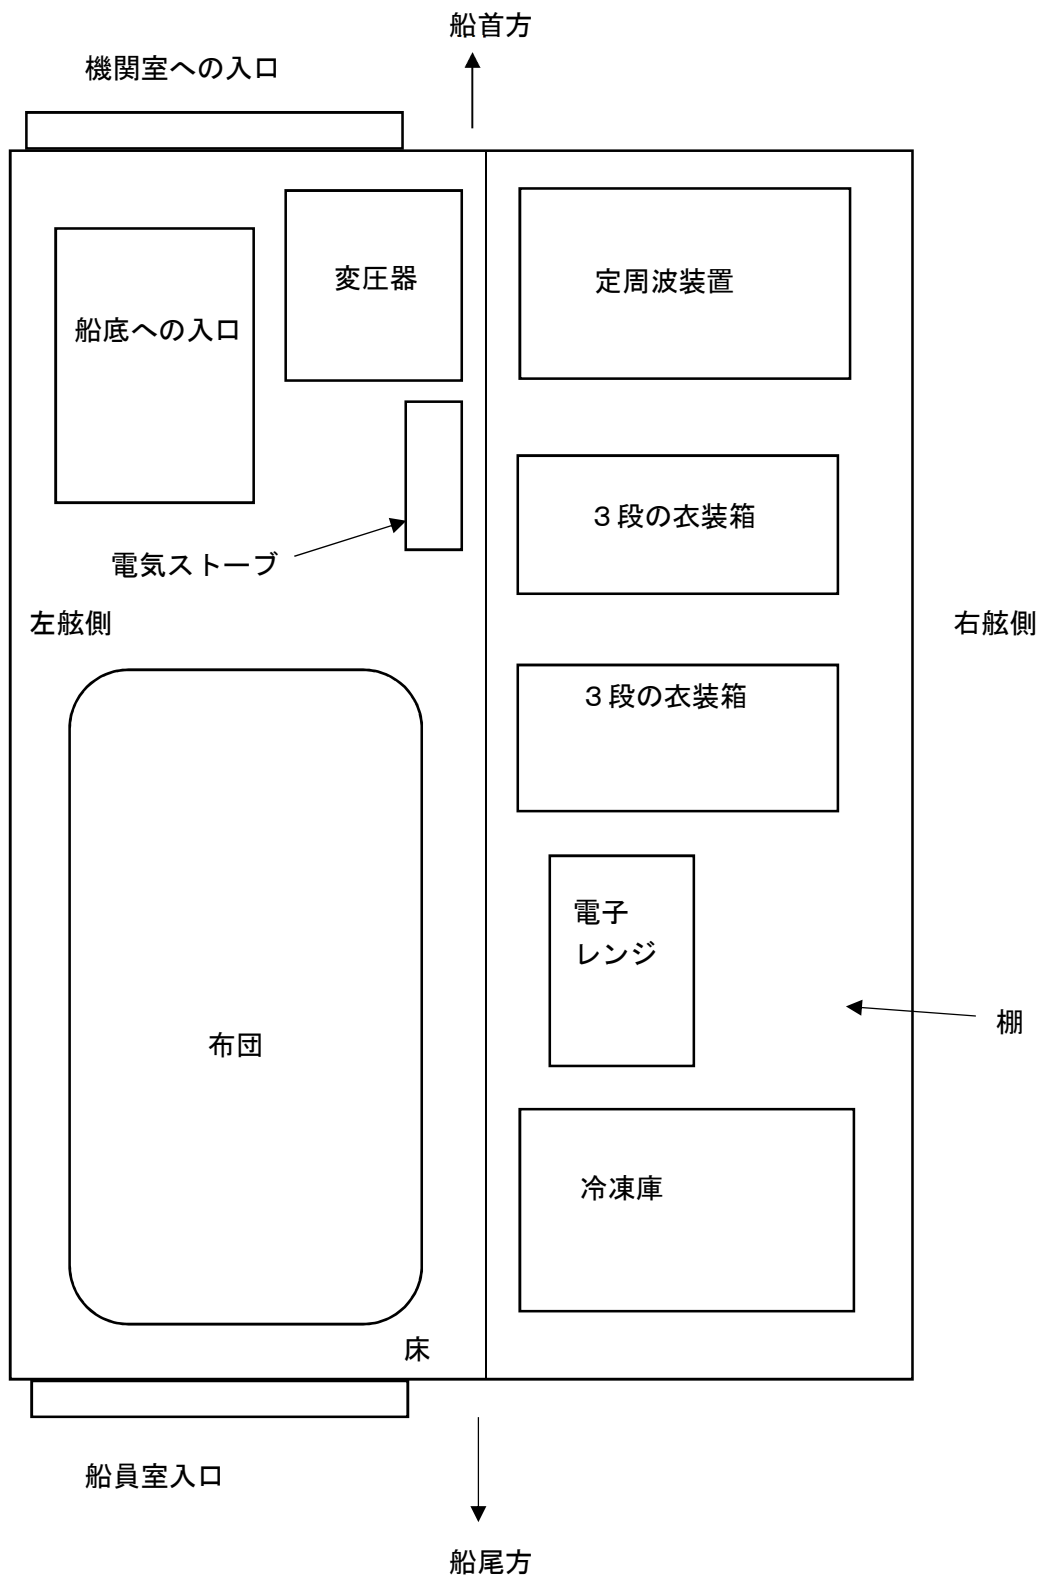 船首方
機関室への入口
変圧器
定周波装置
船底への入口
３段の衣装箱
電気ストーブ
左舷側
右舷側
３段の衣装箱
電子
レンジ
棚
布団
冷凍庫
床
船員室入口
船尾方